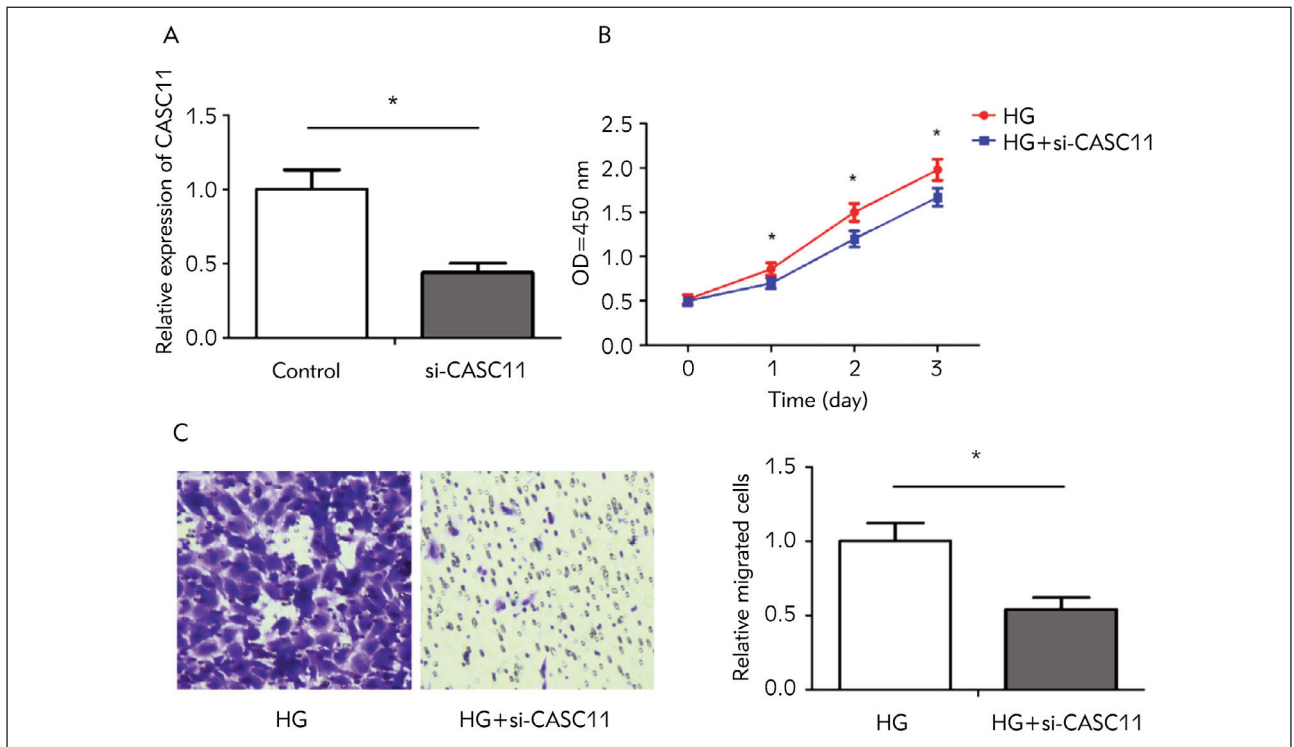 A
Relative expression of CASC11
1.5
1.0
0.5
0.0
*
Control
si-CASC11
B
OD=450 nm
2.5
2.0
1.5
1.0
0.5
0.0
*
*
*
0
1
2
3
Time (day)
HG
HG+si-CASC11
C
HG
HG+si-CASC11
Relative migrated cells
1.5
1.0
0.5
0.0
*
HG
HG+si-CASC11